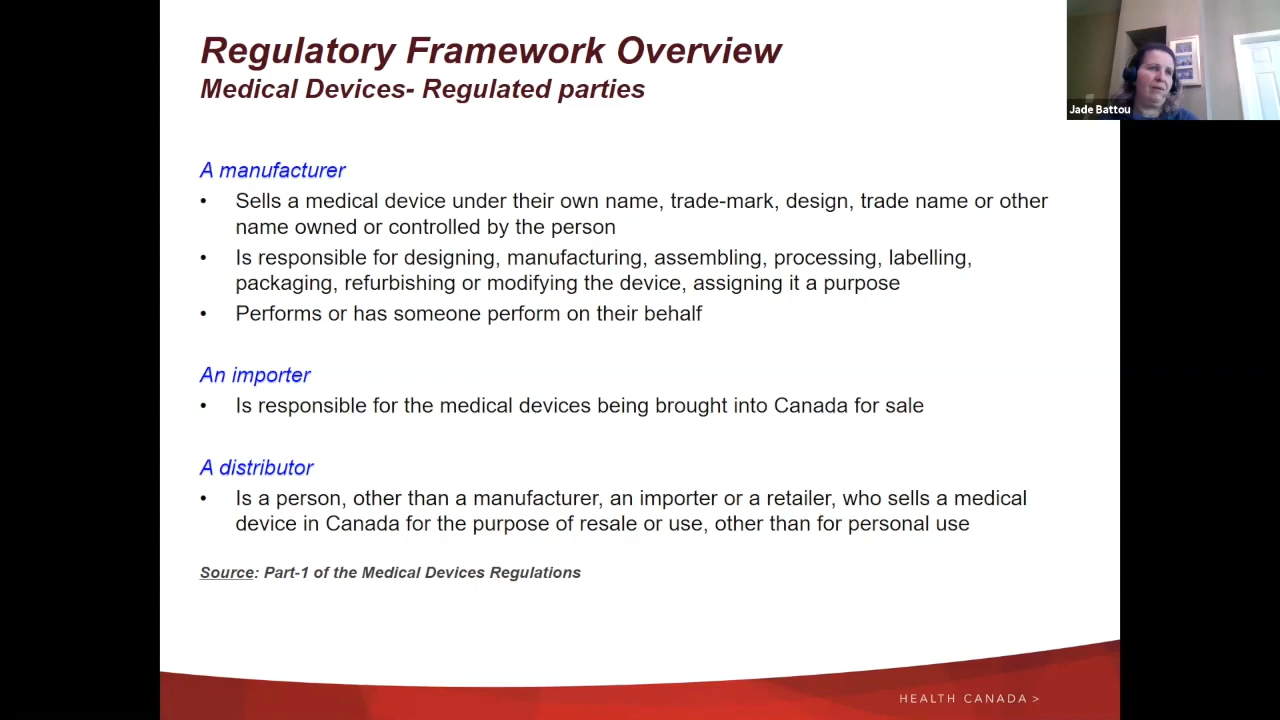 Regulatory Framework Overview
Medical Devices- Regulated parties
Jade Battou
A manufacturer
• Sells a medical device under their own name, trade-mark, design, trade name or other
name owned or controlled by the person
• Is responsible for designing, manufacturing, assembling, processing, labelling,
packaging, refurbishing or modifying the device, assigning it a purpose
• Performs or has someone perform on their behalf
An importer
• Is responsible for the medical devices being brought into Canada for sale
A distributor
• Is a person, other than a manufacturer, an importer or a retailer, who sells a medical
device in Canada for the purpose of resale or use, other than for personal use
Source: Part-1 of the Medical Devices Regulations
HEALTH CANADA >